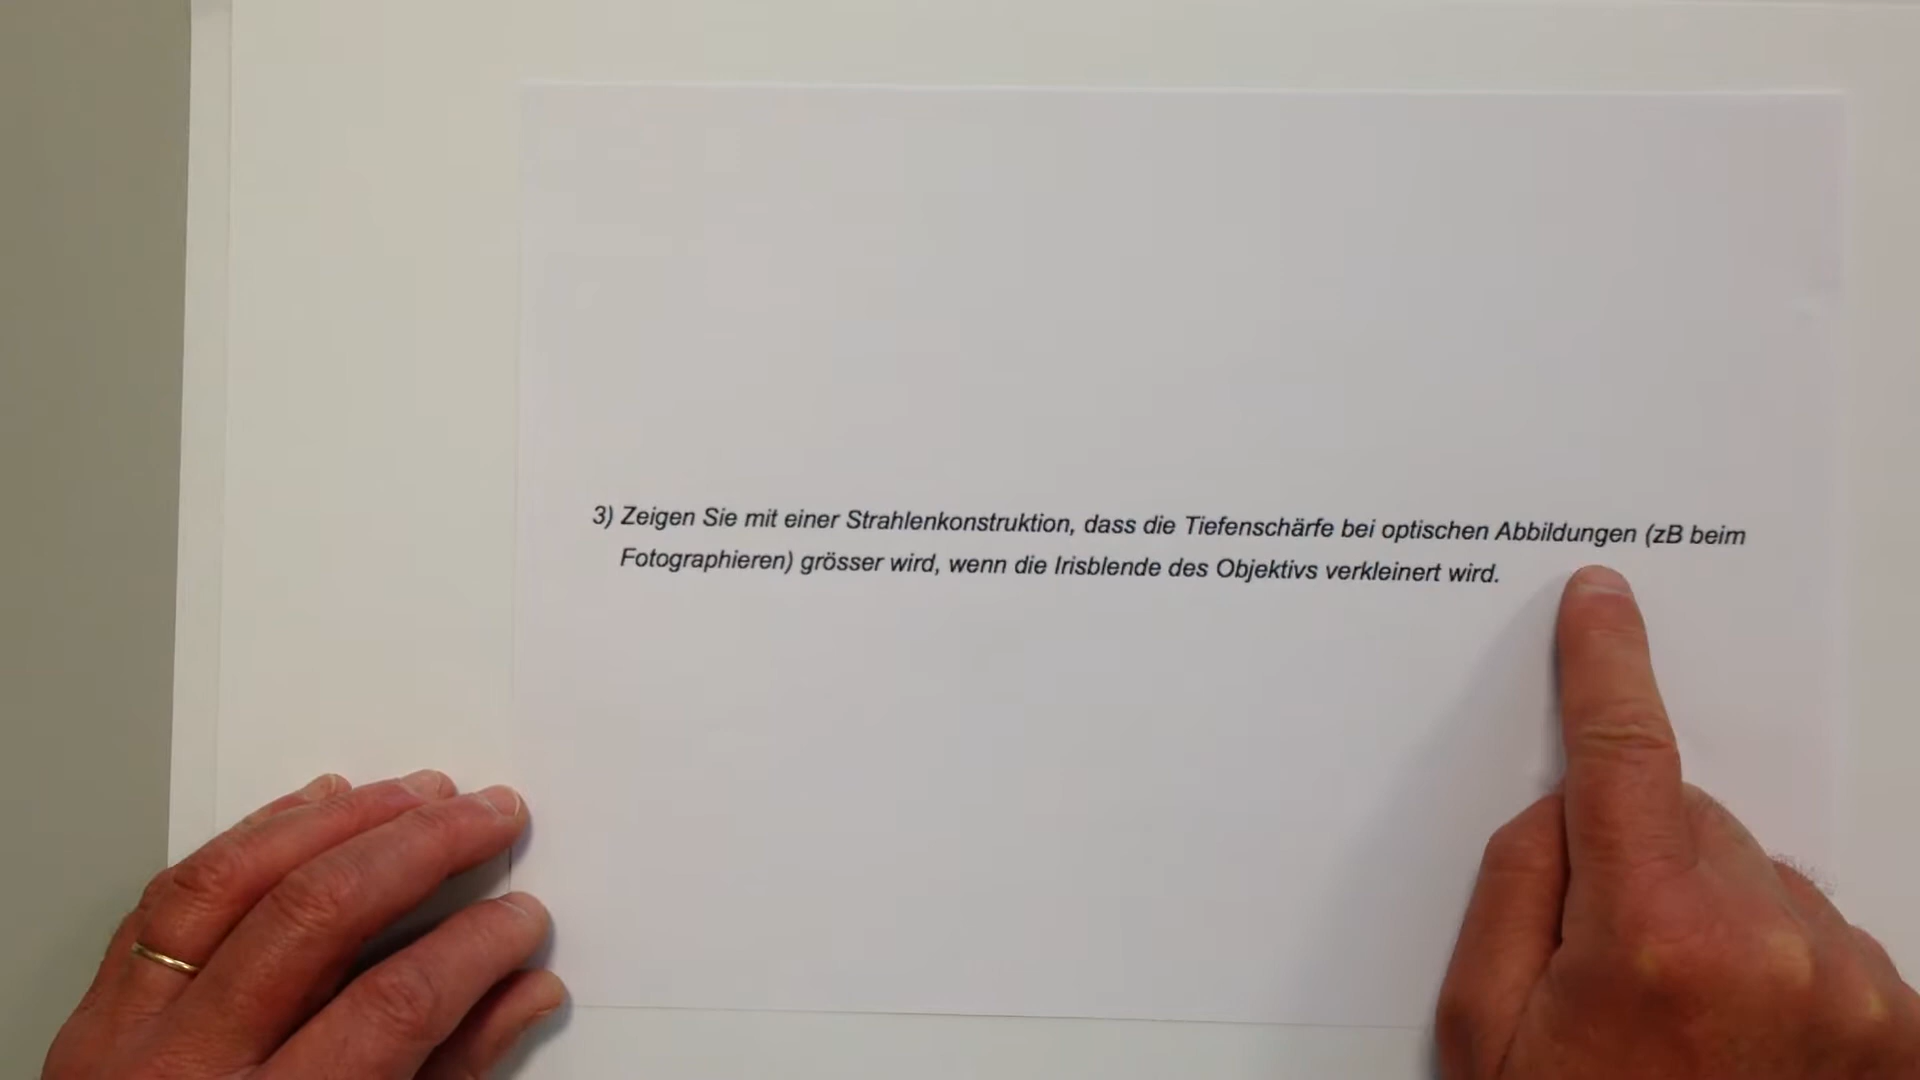 3) Zeigen Sie mit einer Strahlenkonstruktion, dass die Tiefenschärfe bei optischen Abbildungen (zB beim
Fotographieren) grösser wird, wenn die Irisblende des Objektivs verkleinert wird.